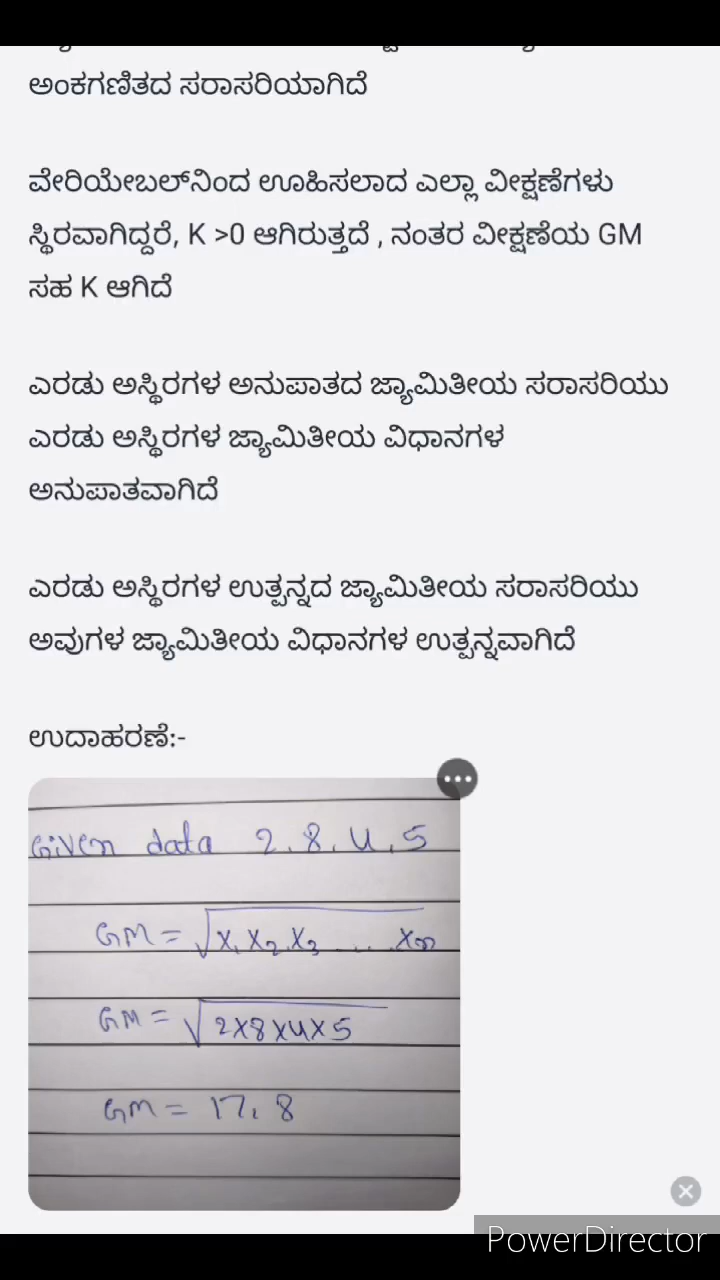 ಅಂಕಗಣಿತದ ಸರಾಸರಿಯಾಗಿದೆ
ವೇರಿಯೇಬಲ್‌ನಿಂದ ಊಹಿಸಲಾದ ಎಲ್ಲಾ ವೀಕ್ಷಣೆಗಳು
ಸ್ಥಿರವಾಗಿದ್ದರೆ, K >0 ಆಗಿರುತ್ತದೆ , ನಂತರ ವೀಕ್ಷಣೆಯ GM
ಸಹ K ಆಗಿದೆ
ಎರಡು ಅಸ್ಥಿರಗಳ ಅನುಪಾತದ ಜ್ಯಾಮಿತೀಯ ಸರಾಸರಿಯು
ಎರಡು ಅಸ್ಥಿರಗಳ ಜ್ಯಾಮಿತೀಯ ವಿಧಾನಗಳ
ಅನುಪಾತವಾಗಿದೆ
ಎರಡು ಅಸ್ಥಿರಗಳ ಉತ್ಪನ್ನದ ಜ್ಯಾಮಿತೀಯ ಸರಾಸರಿಯು
ಅವುಗಳ ಜ್ಯಾಮಿತೀಯ ವಿಧಾನಗಳ ಉತ್ಪನ್ನವಾಗಿದೆ
ಉದಾಹರಣೆ:-
Given data 2, 8, 4, 5
GM = √x₁ x₂ x₃ .... xₙ
GM = √2×8×4×5
GM = 17.8
PowerDirector